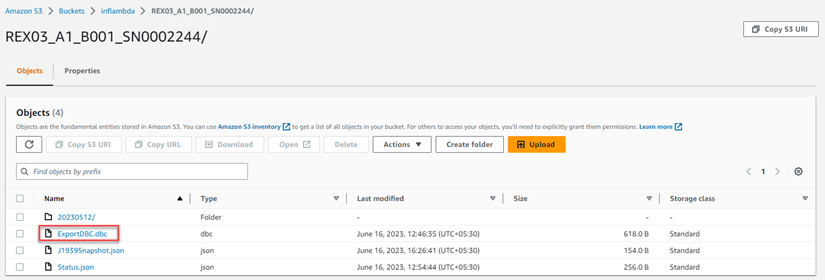 Amazon S3 > Buckets > inflambda > REX03_A1_B001_SN0002244/
REX03_A1_B001_SN0002244/
Copy S3 URI
Objects Properties
Objects (4)
Objects are the fundamental entities stored in Amazon S3. You can use Amazon S3 inventory to get a list of all objects in your bucket. For others to access your objects, you'll need to explicitly grant them permissions. Learn more
Copy S3 URI Copy URL Download Open Delete Actions Create folder Upload
Find objects by prefix
1
Name Type Last modified Size Storage class
20230512/ Folder - - -
ExportDBC.dbc dbc June 16, 2023, 12:46:35 (UTC+05:30) 618.0 B Standard
J1939Snapshot.json json June 16, 2023, 16:26:41 (UTC+05:30) 154.0 B Standard
Status.json json June 16, 2023, 12:54:44 (UTC+05:30) 256.0 B Standard